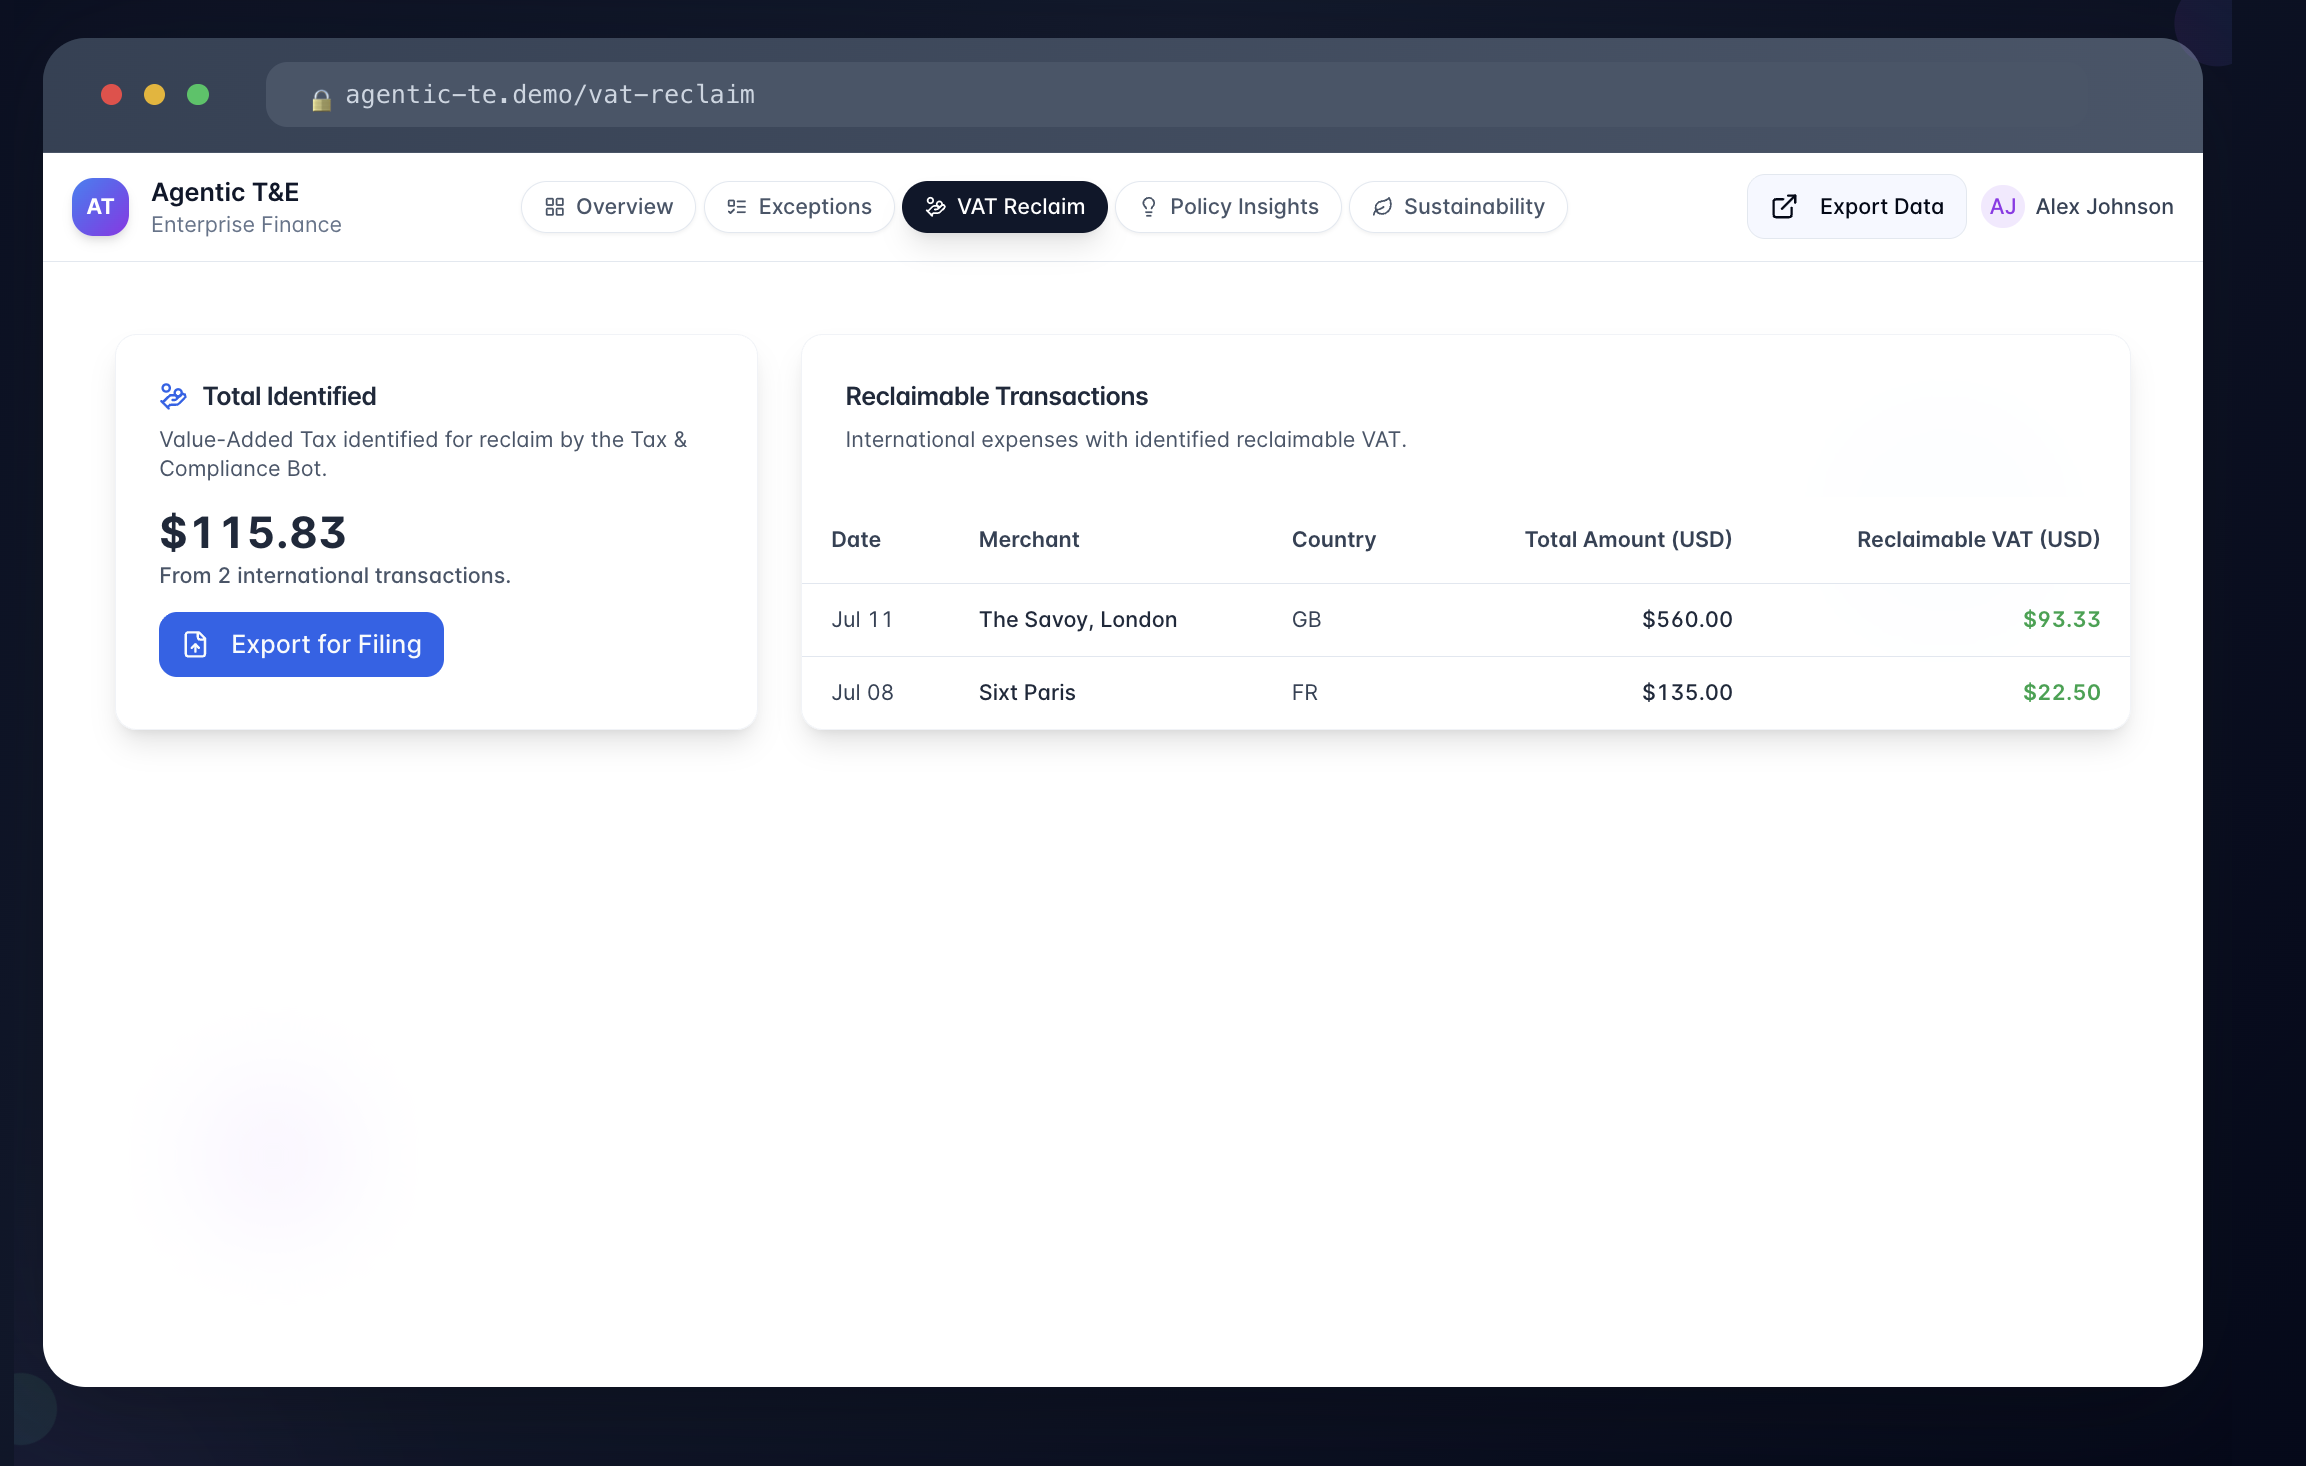 agentic-te.demo/vat-reclaim
AT
Agentic T&E
Enterprise Finance
Overview
Exceptions
VAT Reclaim
Policy Insights
Sustainability
Export Data
AJ
Alex Johnson
Total Identified
Value-Added Tax identified for reclaim by the Tax &
Compliance Bot.
$115.83
From 2 international transactions.
Export for Filing
Reclaimable Transactions
International expenses with identified reclaimable VAT.
Date Merchant Country Total Amount (USD) Reclaimable VAT (USD)
Jul 11 The Savoy, London GB $560.00 $93.33
Jul 08 Sixt Paris FR $135.00 $22.50